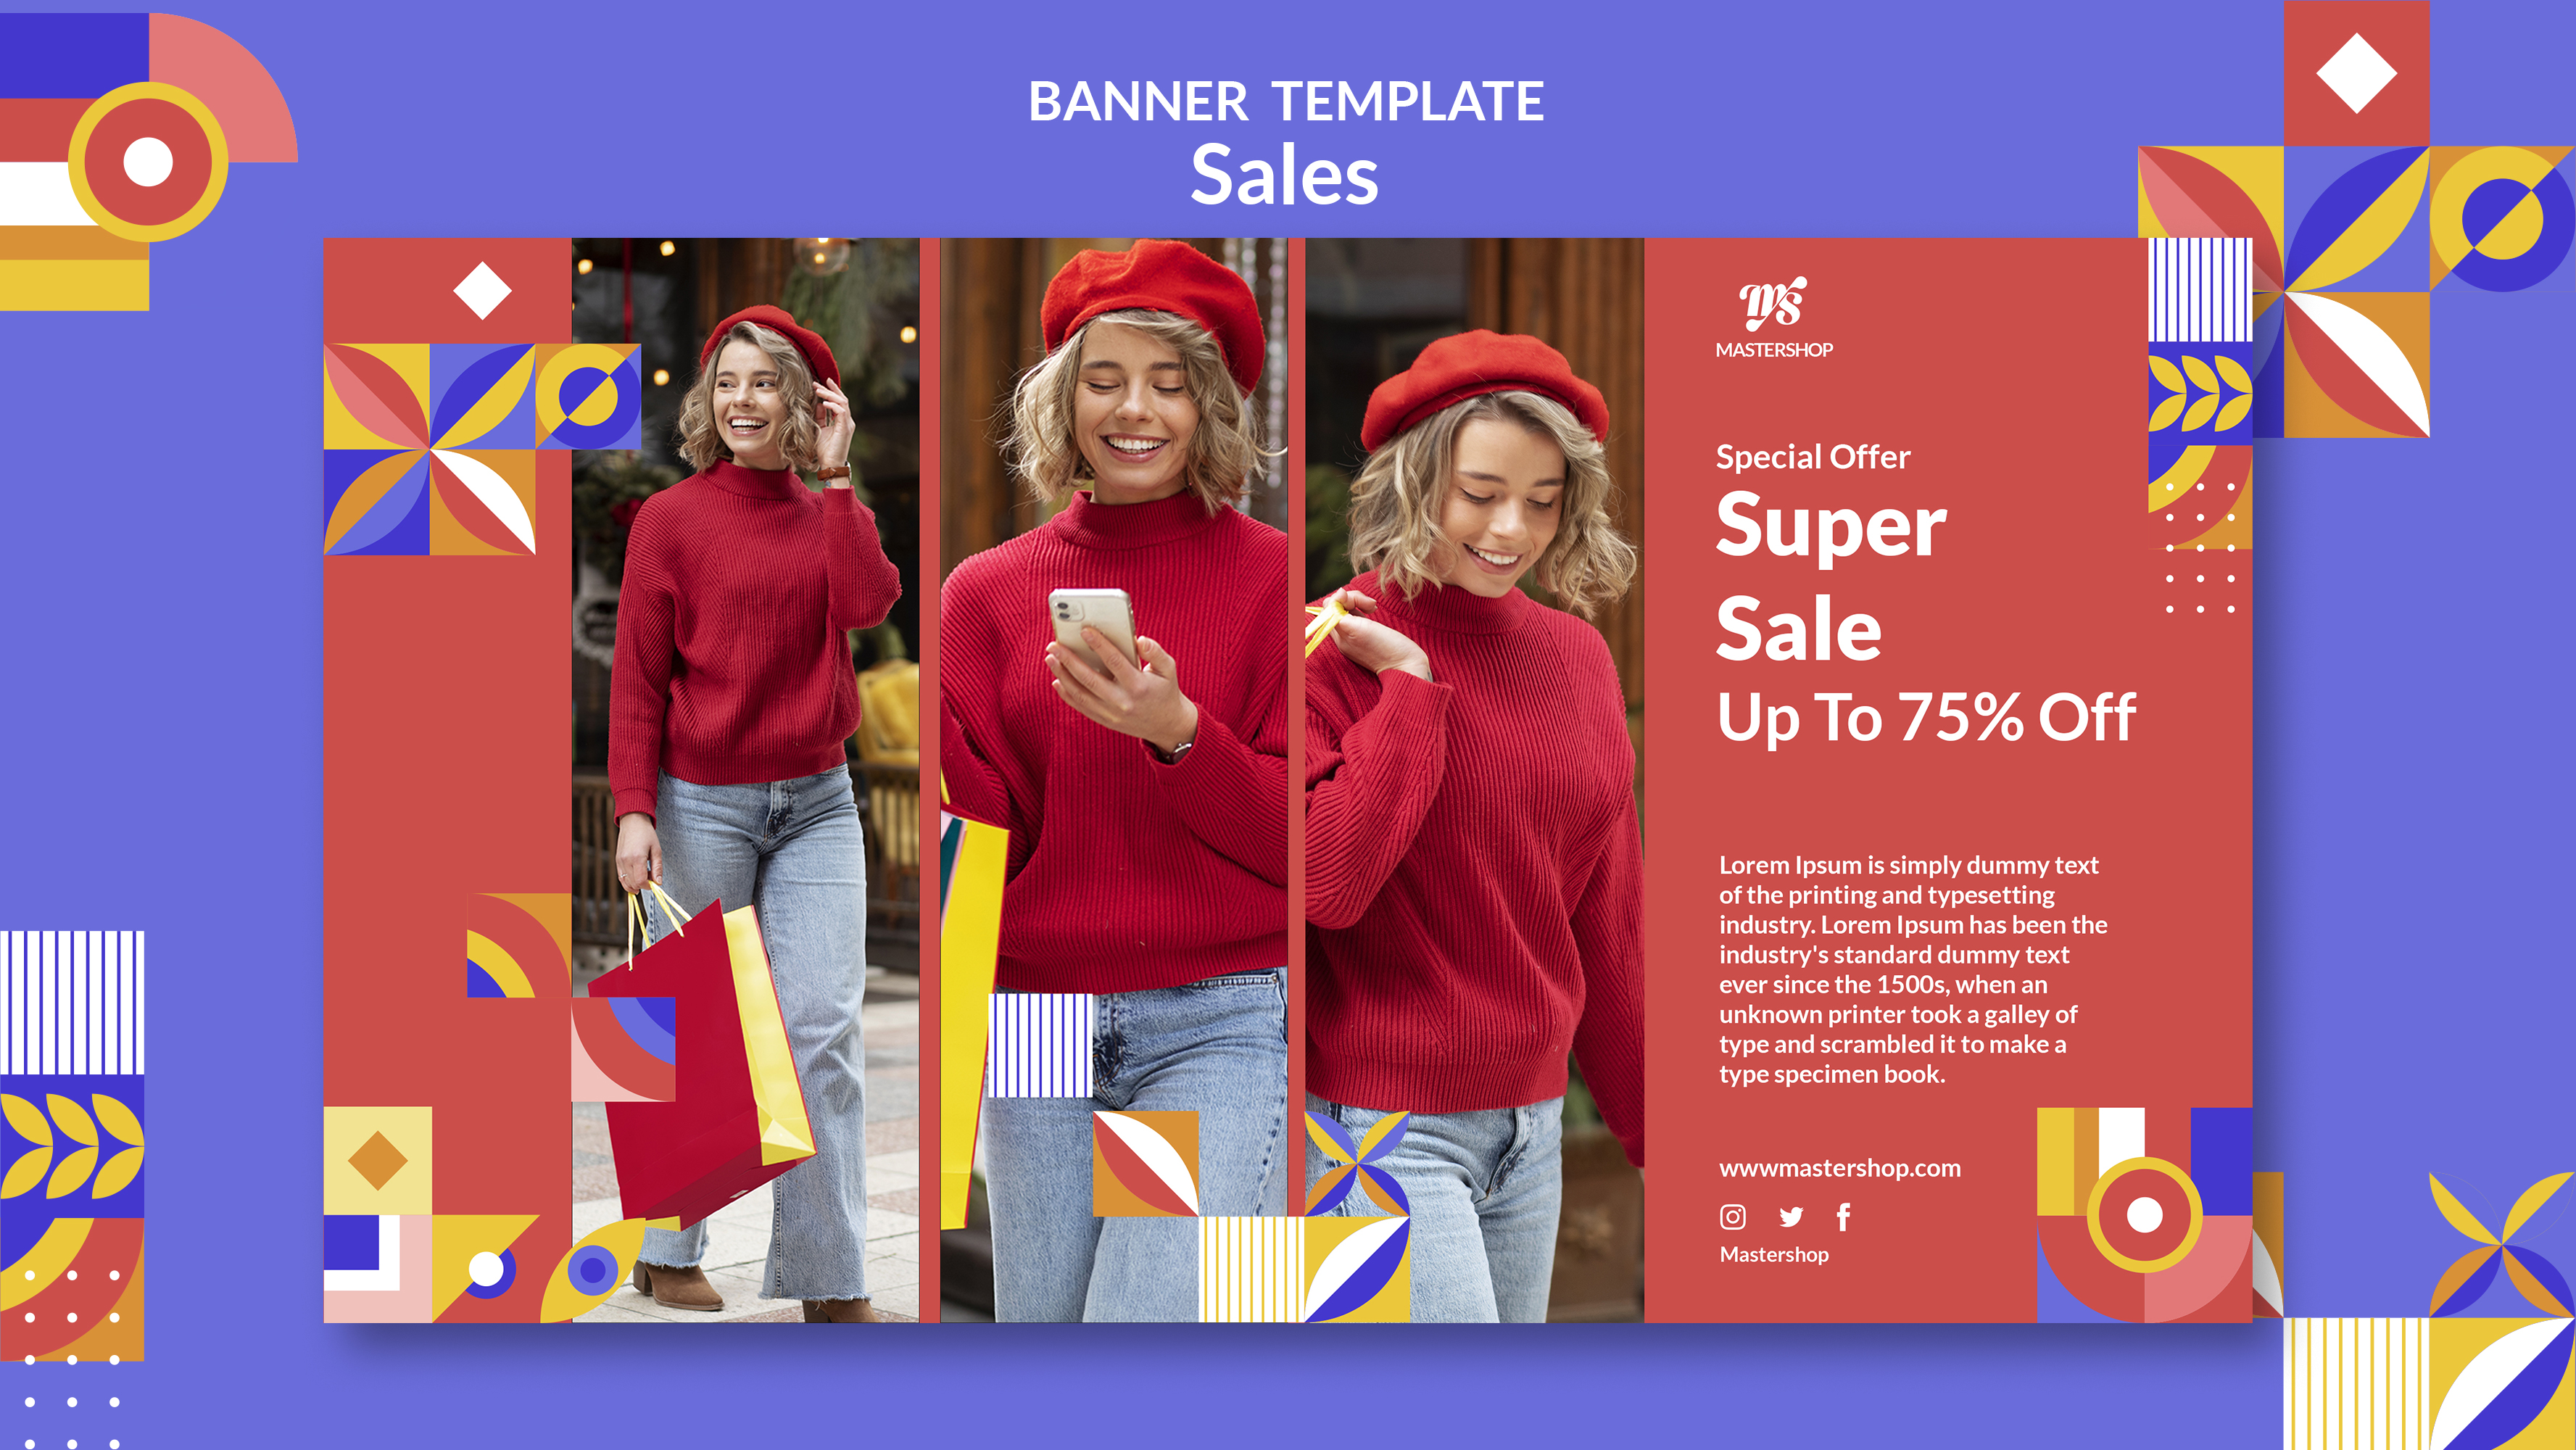 BANNER TEMPLATE
Sales
ms
MASTERSHOP
Special Offer
Super
Sale
Up To 75% Off
Lorem Ipsum is simply dummy text
of the printing and typesetting
industry. Lorem Ipsum has been the
industry's standard dummy text
ever since the 1500s, when an
unknown printer took a galley of
type and scrambled it to make a
type specimen book.
wwwmastershop.com
Mastershop